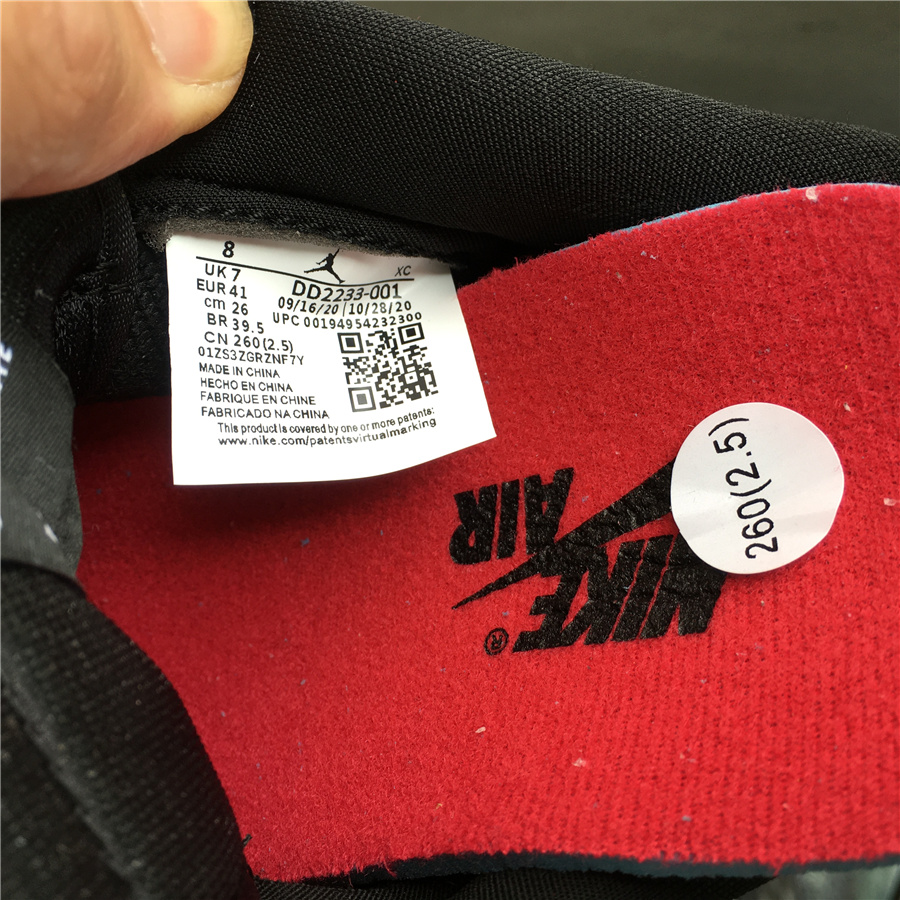 8
XC
UK 7
EUR 41
cm 26
BR 39.5
CN 260(2.5)
DD2233-001
09/16/20 | 10/28/20
UPC 00194954232300
01ZS3ZGRZNF7Y
MADE IN CHINA
HECHO EN CHINA
FABRIQUE EN CHINE
FABRICADO NA CHINA
This product is covered by one or more patents:
www.nike.com/patentsvirtualmarking
NIKE®
AIR
260(2.5)